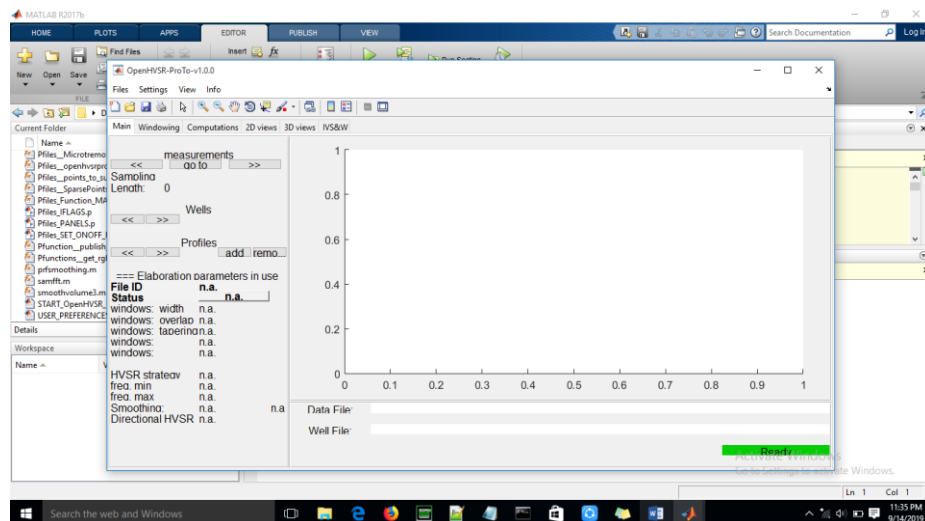 MATLAB R2017b
HOME PLOTS APPS EDITOR PUBLISH VIEW
Search Documentation
Log In
New Open Save
Find Files
Insert
fx
FILE
OpenHVSR-ProTo-v1.0.0
Files Settings View Info
Main Windowing Computations 2D views 3D views IVS&W
Current Folder
Name
Pfiles_Microtremo
Pfiles__openhvsrpro
Pfiles__points_to_su
Pfiles__SparsePoints
Pfiles_Function_MA
Pfiles_IFLAGS.p
Pfiles_PANELS.p
Pfiles_SET_ONOFF_
Pfunction__publish
Pfunctions__get_rgl
prfsmoothing.m
samfft.m
smoothvolume3.m
START_OpenHVSR_
USER_PREFERENCES
Details
Workspace
Name
measurements
<< go to >>
Sampling
Length: 0
Wells
<< >>
Profiles
<< >> add remo...
=== Elaboration parameters in use
File ID n.a.
Status n.a.
windows: width n.a.
windows: overlap n.a.
windows: tapering n.a.
windows: n.a.
windows: n.a.
HVSR strategy n.a.
freq. min n.a.
freq. max n.a.
Smoothing: n.a. n.a
Directional HVSR n.a.
1
0.8
0.6
0.4
0.2
0
0 0.1 0.2 0.3 0.4 0.5 0.6 0.7 0.8 0.9 1
Data File:
Well File:
Ready
Activate Windows
Go to Settings to activate Windows.
Ln 1 Col 1
Search the web and Windows
11:35 PM
9/14/2019